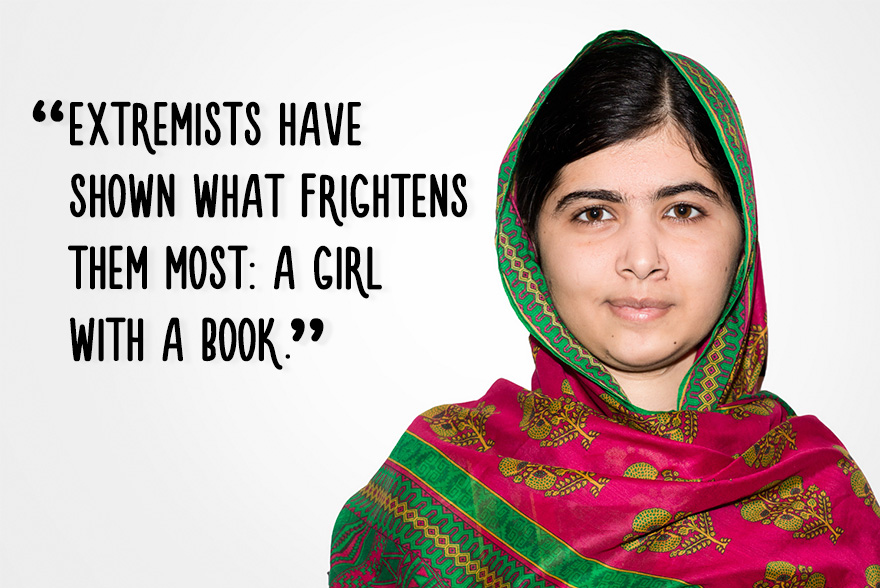 “EXTREMISTS HAVE
SHOWN WHAT FRIGHTENS
THEM MOST: A GIRL
WITH A BOOK.”